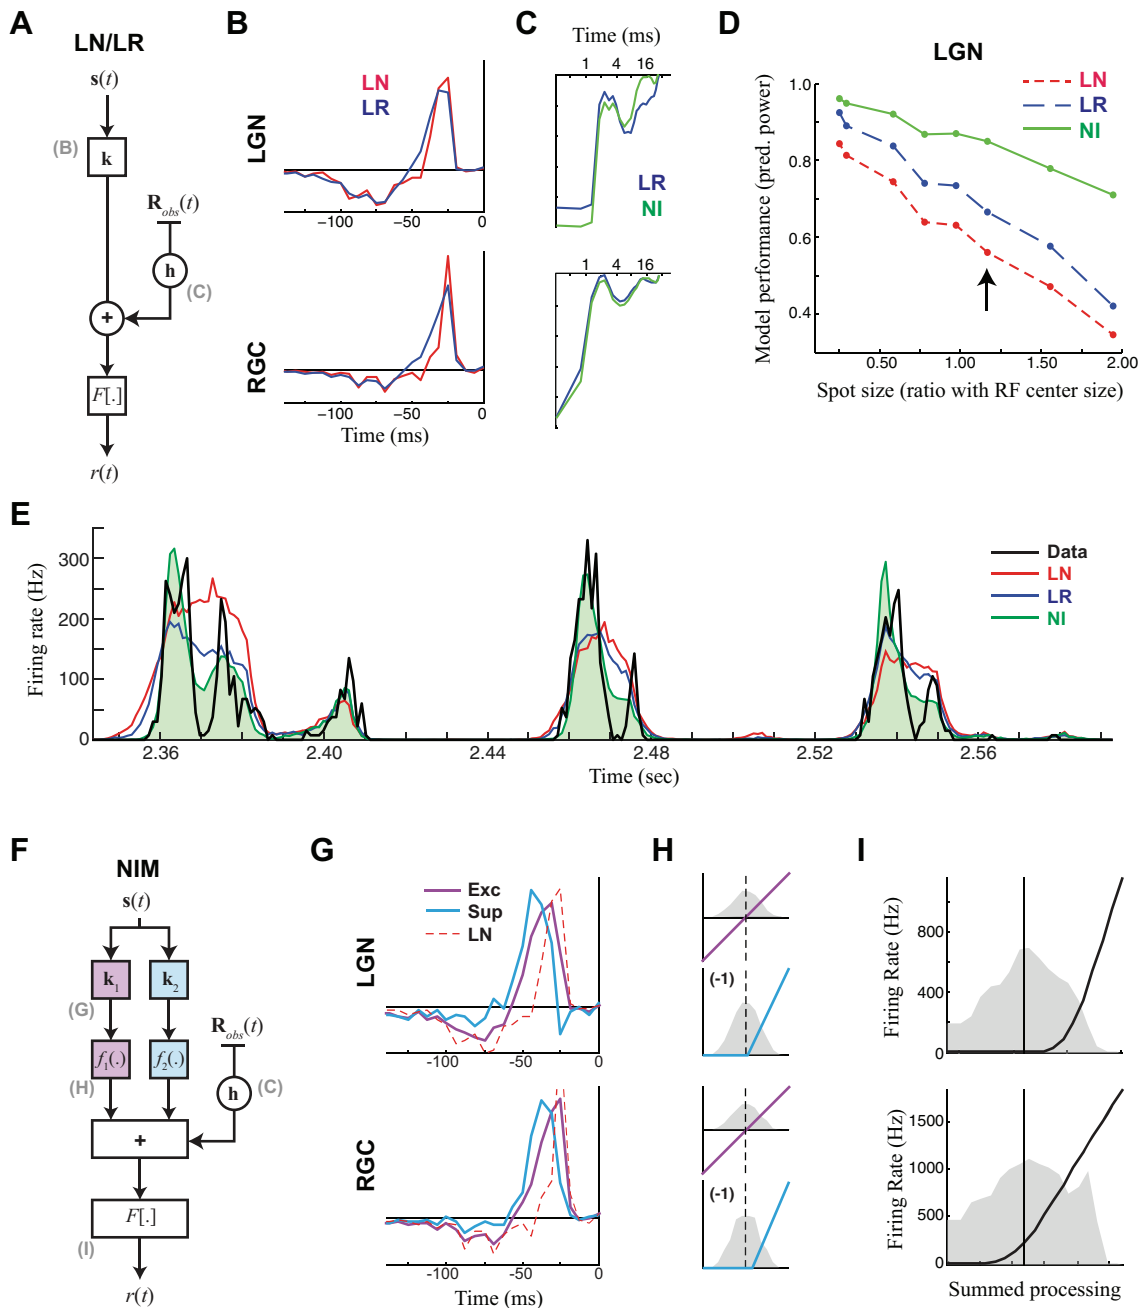 A
LN/LR
s(t)
(B)
k
R_obs(t)
h
(C)
+
F[.]
r(t)
B
LN
LR
LGN
−100
−50
0
RGC
−100
−50
0
Time (ms)
C
Time (ms)
1
4
16
LR
NI
1
4
16
D
LGN
LN
LR
NI
Model performance (pred. power)
1.0
0.8
0.6
0.4
0.50
1.00
1.50
2.00
Spot size (ratio with RF center size)
E
Firing rate (Hz)
300
200
100
0
Data
LN
LR
NI
2.36
2.40
2.44
2.48
2.52
2.56
Time (sec)
F
NIM
s(t)
k1
k2
(G)
f1(.)
f2(.)
R_obs(t)
(H)
h
(C)
+
F[.]
(I)
r(t)
G
Exc
Sup
LN
LGN
-100
-50
0
RGC
-100
-50
0
Time (ms)
H
(-1)
(-1)
I
Firing Rate (Hz)
800
400
0
Firing Rate (Hz)
1500
1000
500
0
Summed processing